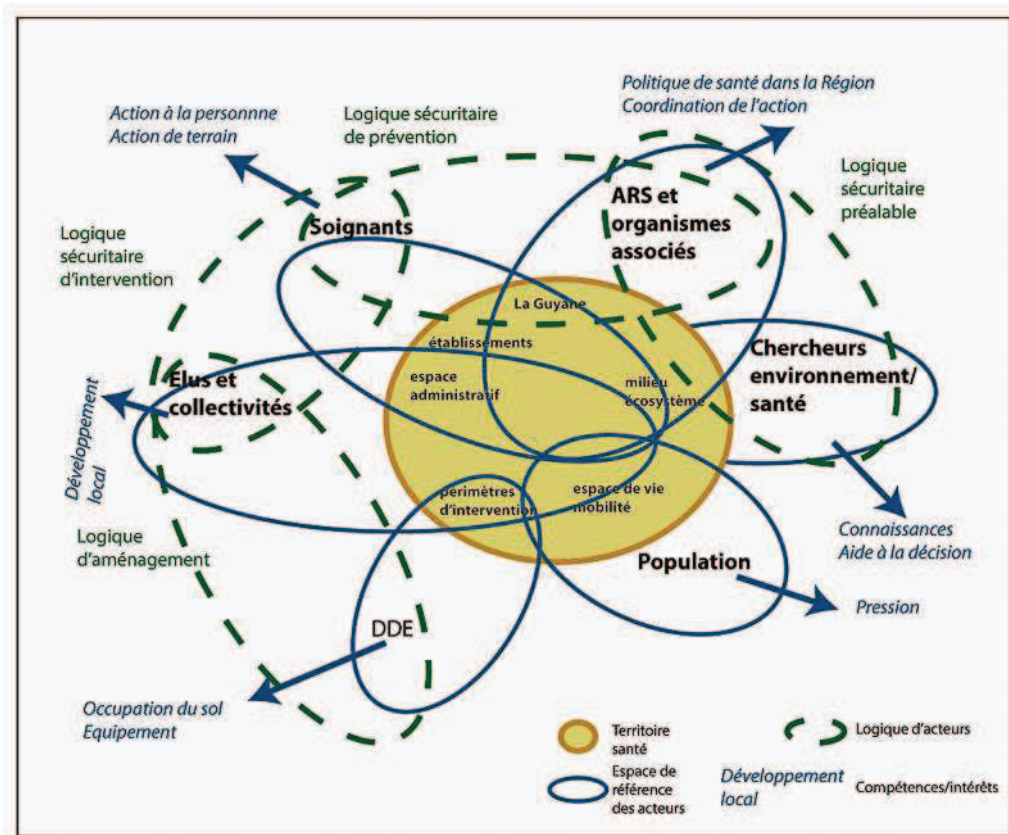 Politique de santé dans la Région
Coordination de l'action
Action à la personnne
Action de terrain
Logique sécuritaire
de prévention
Logique
sécuritaire
préalable
ARS et
organismes
associés
Soignants
Logique
sécuritaire
d'intervention
La Guyane
établissements
Chercheurs
environnement/
santé
Elus et
collectivités
espace
administratif
milieu
écosystème
Développement
local
perimètres
d'intervention
espace de vie
mobilité
Connaissances
Aide à la décision
Logique
d'aménagement
Population
Pression
DDE
Occupation du sol
Equipement
Territoire
santé
Logique d'acteurs
Espace de
référence
des acteurs
Développement
local
Compétences/intérêts